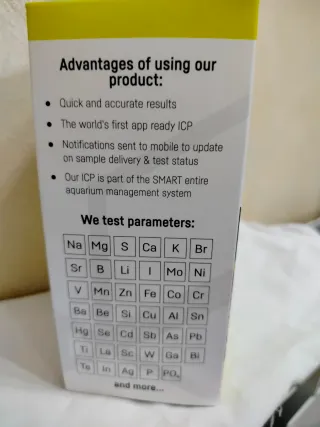 Advantages of using our
product:
• Quick and accurate results
• The world's first app ready ICP
• Notifications sent to mobile to update
on sample delivery & test status
• Our ICP is part of the SMART entire
aquarium management system
We test parameters:
Na Mg S Ca K Br
Sr B Li I Mo Ni
V Mn Zn Fe Co Cr
Ba Be Si Cu Al Sn
Hg Se Cd Sb As Pb
Ti La Sc W Ga Bi
Te In Ag P PO₄
and more...